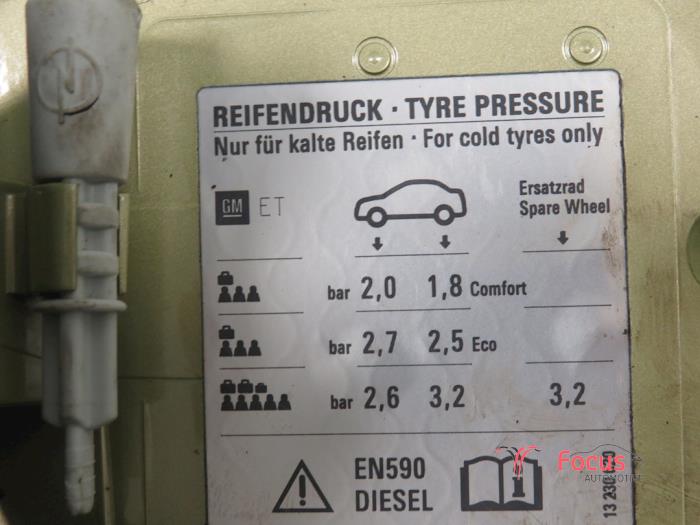 REIFENDRUCK · TYRE PRESSURE
Nur für kalte Reifen · For cold tyres only
GM ET
Ersatzrad
Spare Wheel
bar 2,0 1,8 Comfort
bar 2,7 2,5 Eco
bar 2,6 3,2 3,2
EN590
DIESEL
i
Focus
AUTOMOTIVE